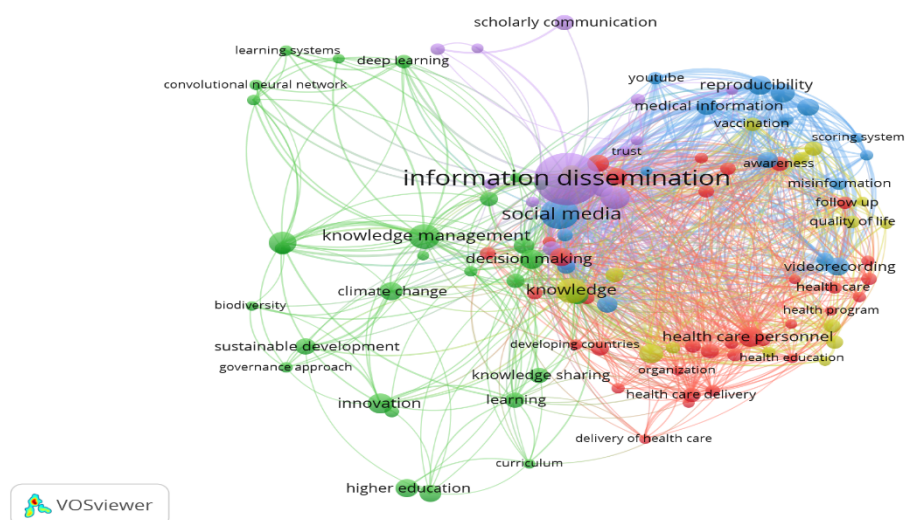 scholarly communication
learning systems
deep learning
convolutional neural network
youtube
reproducibility
medical information
vaccination
scoring system
trust
awareness
information dissemination
misinformation
follow up
social media
quality of life
knowledge management
decision making
videorecording
climate change
knowledge
health care
biodiversity
health program
health care personnel
sustainable development
developing countries
health education
governance approach
organization
knowledge sharing
innovation
learning
health care delivery
delivery of health care
curriculum
higher education
VOSviewer